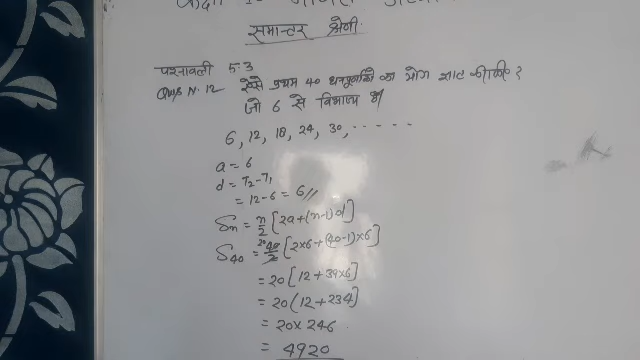 समान्तर श्रेणी
प्रश्नावली 5.3
Ques N. 12 ऐसे प्रथम 40 धनपूर्णांकों का योग ज्ञात कीजिए?
जो 6 से विभाज्य हों
6, 12, 18, 24, 30, ......
a = 6
d = T2-T1
= 12-6 = 6//
Sn = n/2 [2a+(n-1)d]
S40 = 40/2 [2×6+(40-1)×6]
= 20[12+39×6]
= 20(12+234)
= 20×246
= 4920